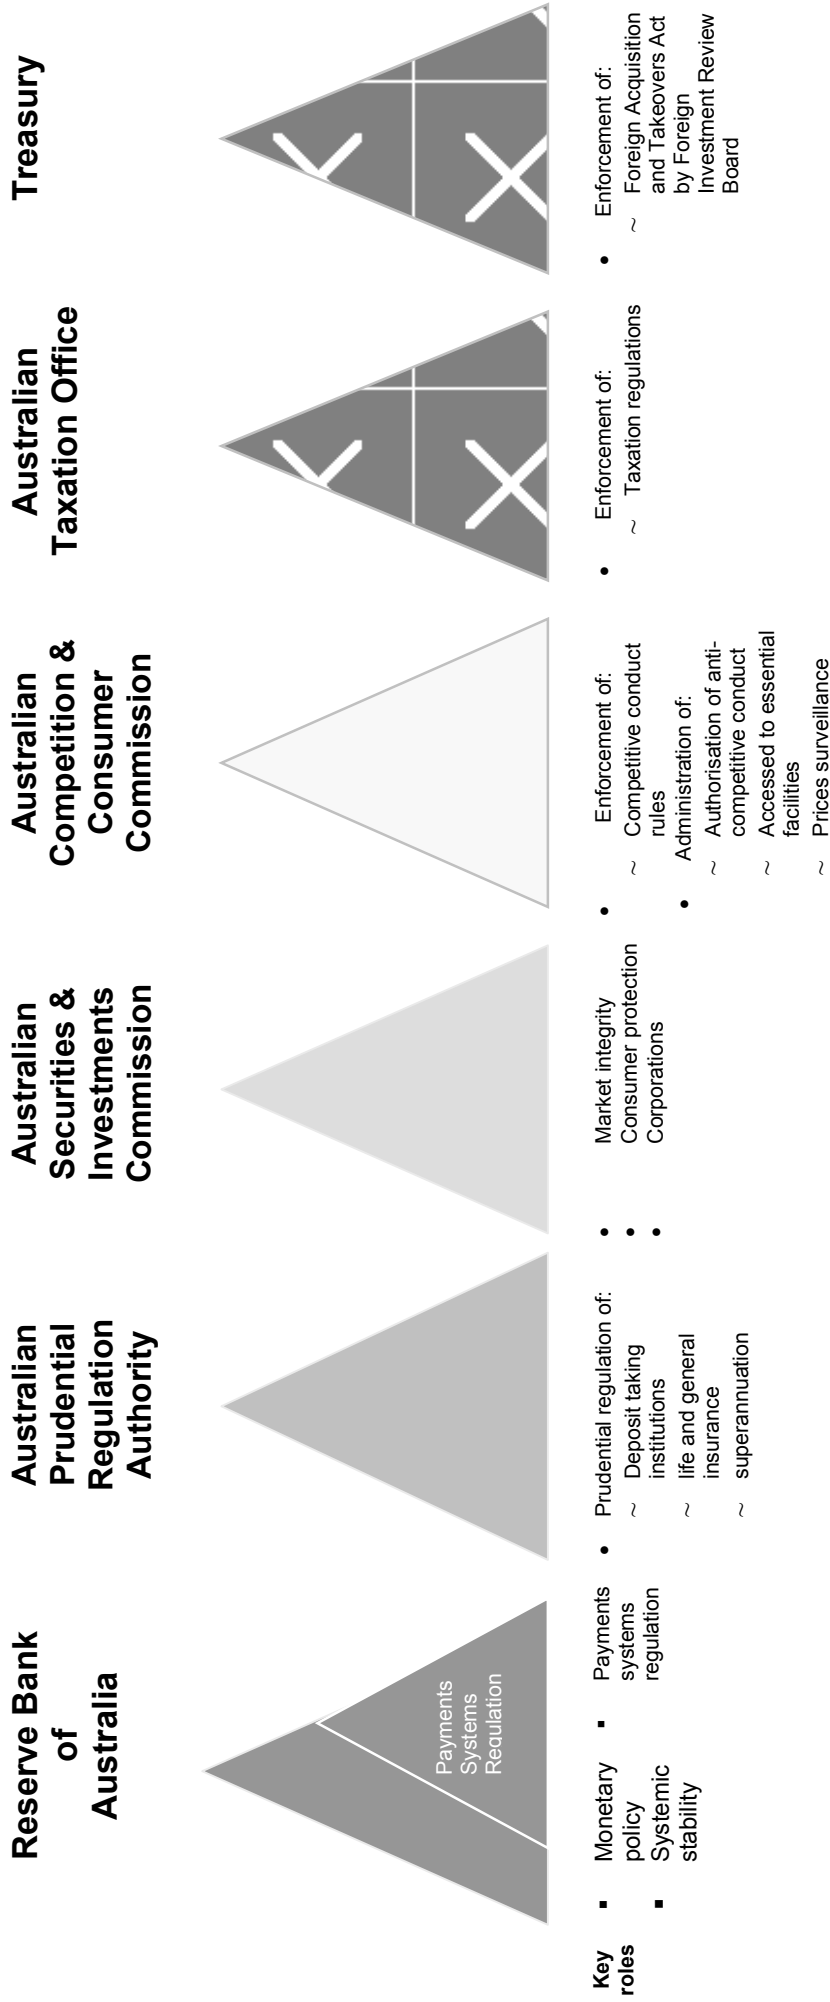 Reserve Bank
of
Australia
Australian
Prudential
Regulation
Authority
Australian
Securities &
Investments
Commission
Australian
Competition &
Consumer
Commission
Australian
Taxation Office
Treasury
Payments
Systems
Regulation
Key
roles
▪ Monetary
policy
▪ Systemic
stability
▪ Payments
systems
regulation
• Prudential regulation of:
~ Deposit taking
institutions
~ life and general
insurance
~ superannuation
• Market integrity
• Consumer protection
• Corporations
• Enforcement of:
~ Competitive conduct
rules
• Administration of:
~ Authorisation of anti-
competitive conduct
~ Accessed to essential
facilities
~ Prices surveillance
• Enforcement of:
~ Taxation regulations
• Enforcement of:
~ Foreign Acquisition
and Takeovers Act
by Foreign
Investment Review
Board